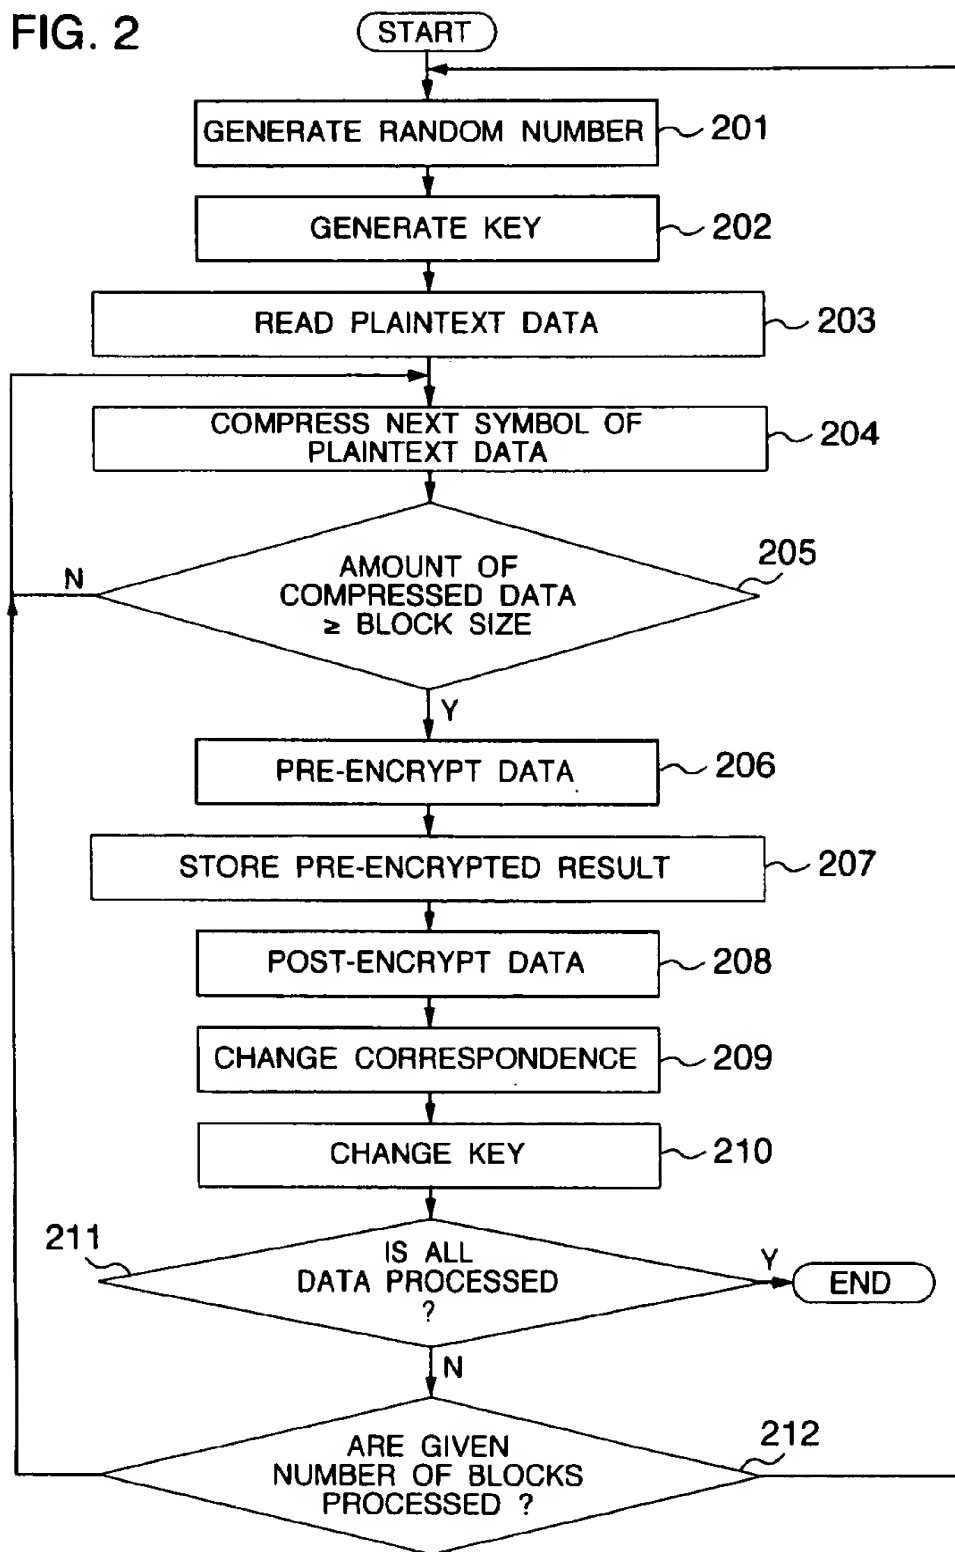 FIG. 2
START
GENERATE RANDOM NUMBER
201
GENERATE KEY
202
READ PLAINTEXT DATA
203
COMPRESS NEXT SYMBOL OF
PLAINTEXT DATA
204
AMOUNT OF
COMPRESSED DATA
≥ BLOCK SIZE
205
N
Y
PRE-ENCRYPT DATA
206
STORE PRE-ENCRYPTED RESULT
207
POST-ENCRYPT DATA
208
CHANGE CORRESPONDENCE
209
CHANGE KEY
210
211
IS ALL
DATA PROCESSED
?
Y
END
N
ARE GIVEN
NUMBER OF BLOCKS
PROCESSED ?
212